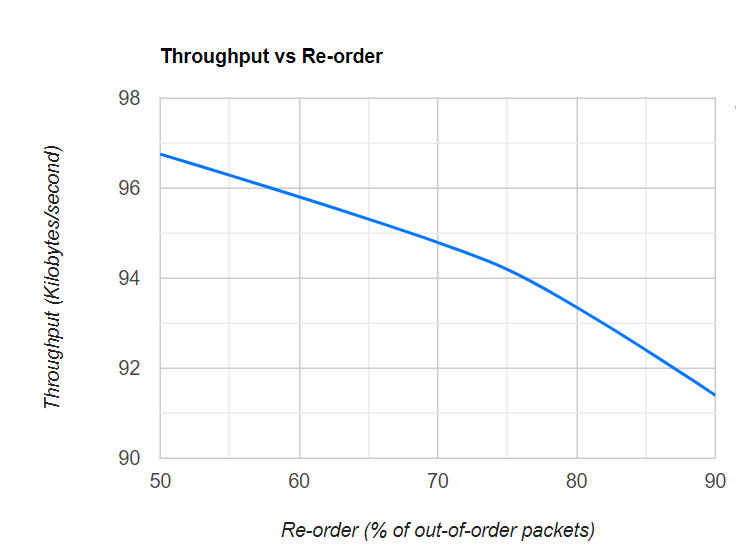 Throughput vs Re-order
98
96
94
92
90
50 60 70 80 90
Throughput (Kilobytes/second)
Re-order (% of out-of-order packets)